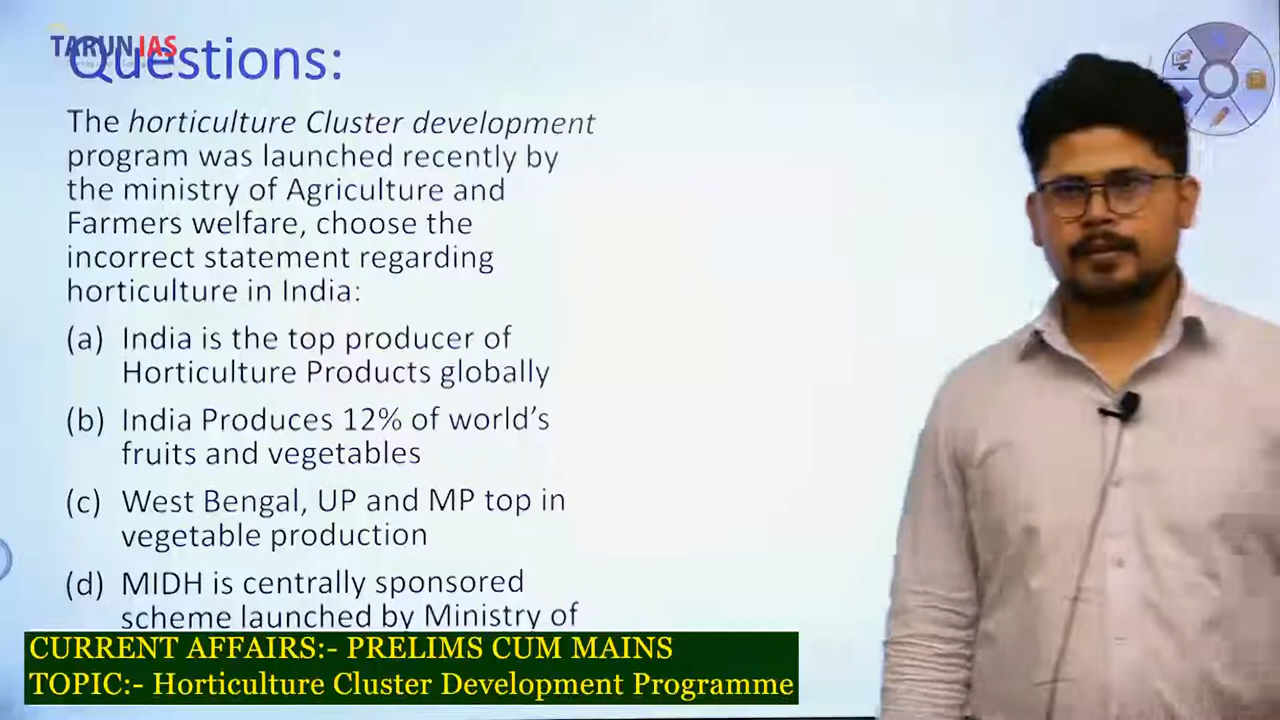 TARUN IAS
Questions:
The horticulture Cluster development
program was launched recently by
the ministry of Agriculture and
Farmers welfare, choose the
incorrect statement regarding
horticulture in India:
(a) India is the top producer of
Horticulture Products globally
(b) India Produces 12% of world's
fruits and vegetables
(c) West Bengal, UP and MP top in
vegetable production
(d) MIDH is centrally sponsored
scheme launched by Ministry of
CURRENT AFFAIRS:- PRELIMS CUM MAINS
TOPIC:- Horticulture Cluster Development Programme